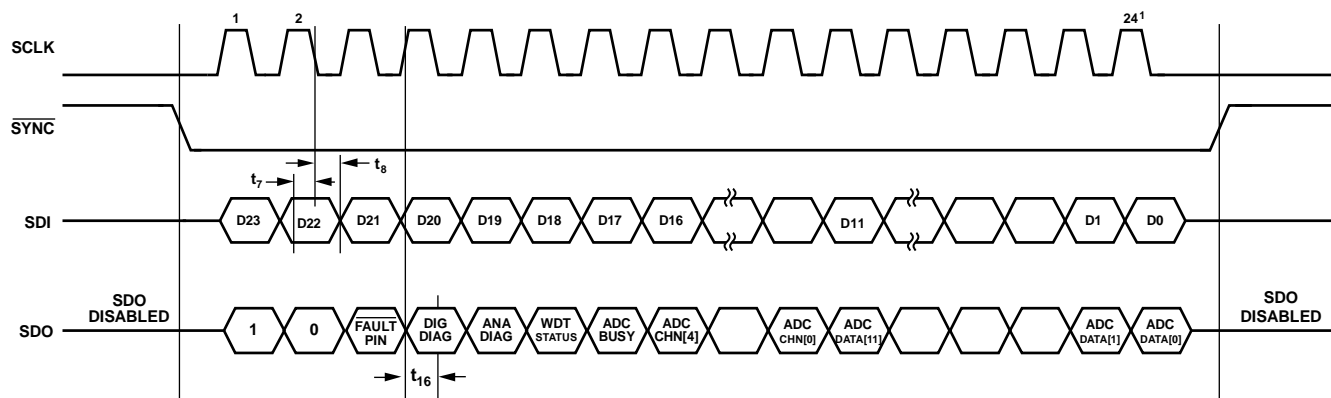 1 2 24¹
SCLK
SYNC
t₈
t₇
SDI D23 D22 D21 D20 D19 D18 D17 D16 D11 D1 D0
SDO
DISABLED
SDO
DISABLED
SDO 1 0 FAULT PIN DIG DIAG ANA DIAG WDT STATUS ADC BUSY ADC CHN[4] ADC CHN[0] ADC DATA[11] ADC DATA[1] ADC DATA[0]
t₁₆